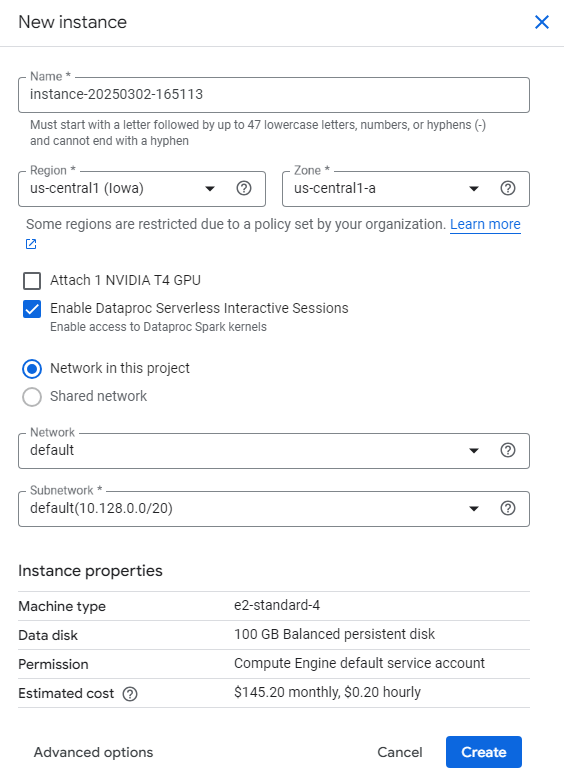 New instance
Name *
instance-20250302-165113
Must start with a letter followed by up to 47 lowercase letters, numbers, or hyphens (-)
and cannot end with a hyphen
Region *
us-central1 (Iowa)
Zone *
us-central1-a
Some regions are restricted due to a policy set by your organization. Learn more
Attach 1 NVIDIA T4 GPU
Enable Dataproc Serverless Interactive Sessions
Enable access to Dataproc Spark kernels
Network in this project
Shared network
Network
default
Subnetwork *
default(10.128.0.0/20)
Instance properties
Machine type e2-standard-4
Data disk 100 GB Balanced persistent disk
Permission Compute Engine default service account
Estimated cost $145.20 monthly, $0.20 hourly
Advanced options Cancel Create